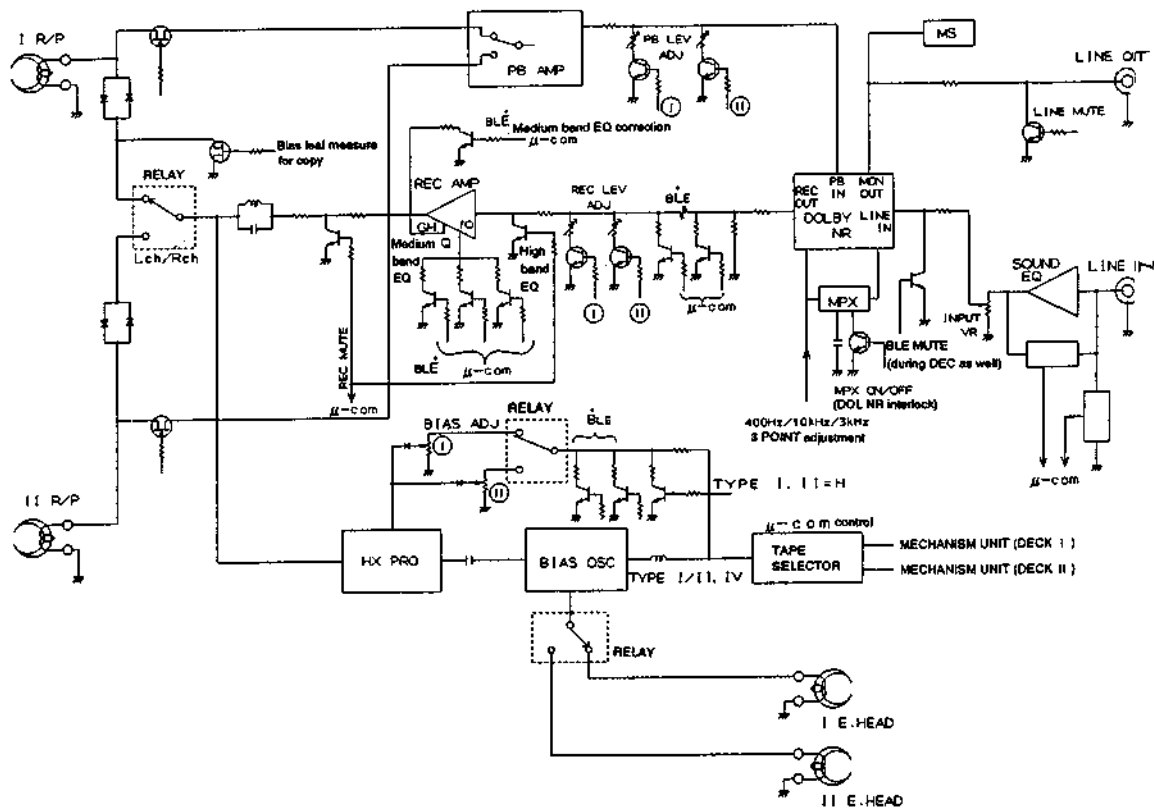 I R/P
PB AMP
PB LEV
ADJ
I
II
MS
LINE OUT
LINE MUTE
BLE*
Medium band EQ correction
μ-com
Bias leaf measure
for copy
RELAY
Lch/Rch
REC AMP
GH
Medium Q
band
EQ
High
band
EQ
REC LEV
ADJ
BLE*
I
II
μ-com
REC OUT
PB IN
MON OUT
DOLBY
NR
LINE IN
MPX
SOUND
EQ
LINE IN
INPUT
VR
BLE MUTE
(during DEC as well)
MPX ON/OFF
(DOL NR interlock)
400Hz/10kHz/3kHz
3 POINT adjustment
μ-com
REC MUTE
μ-com
BLE*
μ-com
BIAS ADJ
I
II
RELAY
BLE*
TYPE I, II=H
II R/P
HX PRO
BIAS OSC
TYPE I/II, IV
μ-com control
TAPE
SELECTOR
MECHANISM UNIT (DECK I )
MECHANISM UNIT (DECK II )
RELAY
I E.HEAD
II E.HEAD